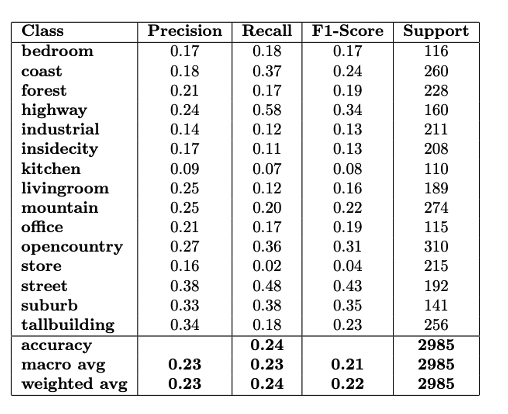 Class Precision Recall F1-Score Support
bedroom 0.17 0.18 0.17 116
coast 0.18 0.37 0.24 260
forest 0.21 0.17 0.19 228
highway 0.24 0.58 0.34 160
industrial 0.14 0.12 0.13 211
insidecity 0.17 0.11 0.13 208
kitchen 0.09 0.07 0.08 110
livingroom 0.25 0.12 0.16 189
mountain 0.25 0.20 0.22 274
office 0.21 0.17 0.19 115
opencountry 0.27 0.36 0.31 310
store 0.16 0.02 0.04 215
street 0.38 0.48 0.43 192
suburb 0.33 0.38 0.35 141
tallbuilding 0.34 0.18 0.23 256
accuracy 0.24 2985
macro avg 0.23 0.23 0.21 2985
weighted avg 0.23 0.24 0.22 2985